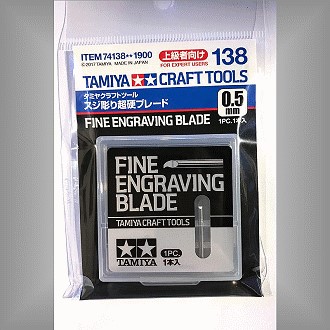 ITEM 74138★★1900
©2017 TAMIYA MADE IN JAPAN
上級者向け
FOR EXPERT USERS
138
TAMIYA CRAFT TOOLS
タミヤクラフトツール
スジ彫り超硬ブレード
0.5
mm
FINE ENGRAVING BLADE
1PC. 1本入
FINE
ENGRAVING
BLADE
TAMIYA CRAFT TOOLS
TAMIYA
1PC.
1本入